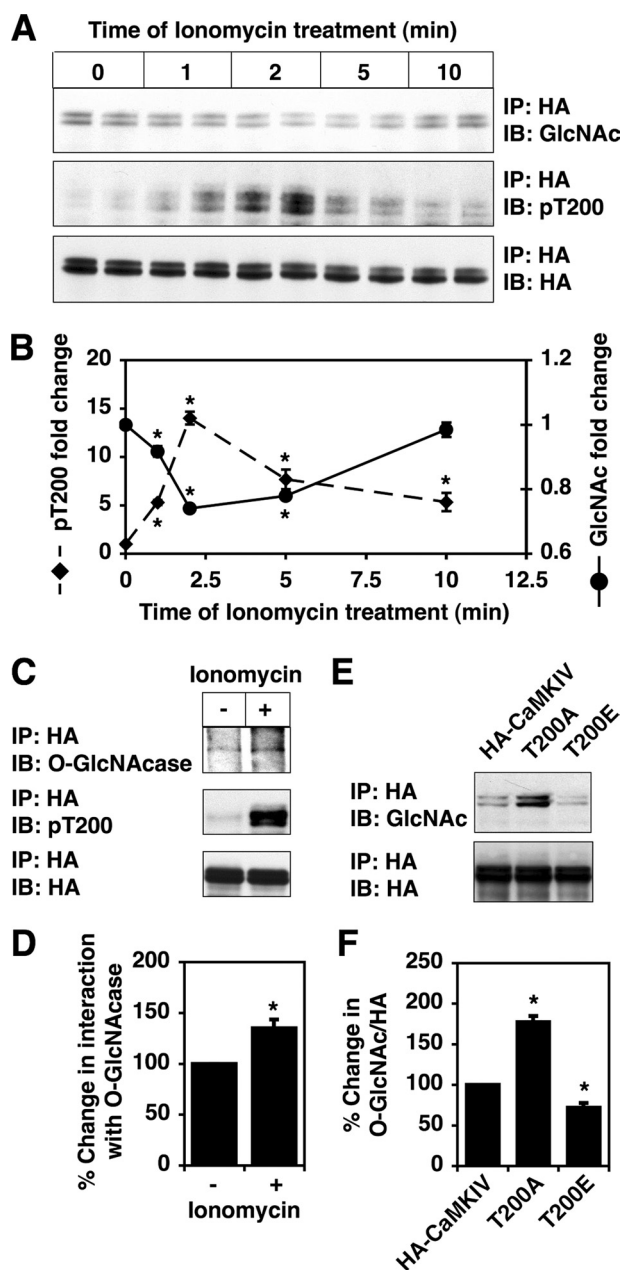 A
Time of Ionomycin treatment (min)
0 1 2 5 10
IP: HA
IB: GlcNAc
IP: HA
IB: pT200
IP: HA
IB: HA
B
pT200 fold change
20
15
10
5
0
* * * * * * *
1.2
1
0.8
0.6
GlcNAc fold change
0 2.5 5 7.5 10 12.5
Time of Ionomycin treatment (min)
C
Ionomycin
- +
IP: HA
IB: O-GlcNAcase
IP: HA
IB: pT200
IP: HA
IB: HA
E
HA-CaMKIV
T200A
T200E
IP: HA
IB: GlcNAc
IP: HA
IB: HA
D
% Change in interaction
with O-GlcNAcase
200
150
100
50
0
*
- +
Ionomycin
F
% Change in
O-GlcNAc/HA
250
200
150
100
50
0
* *
HA-CaMKIV
T200A
T200E